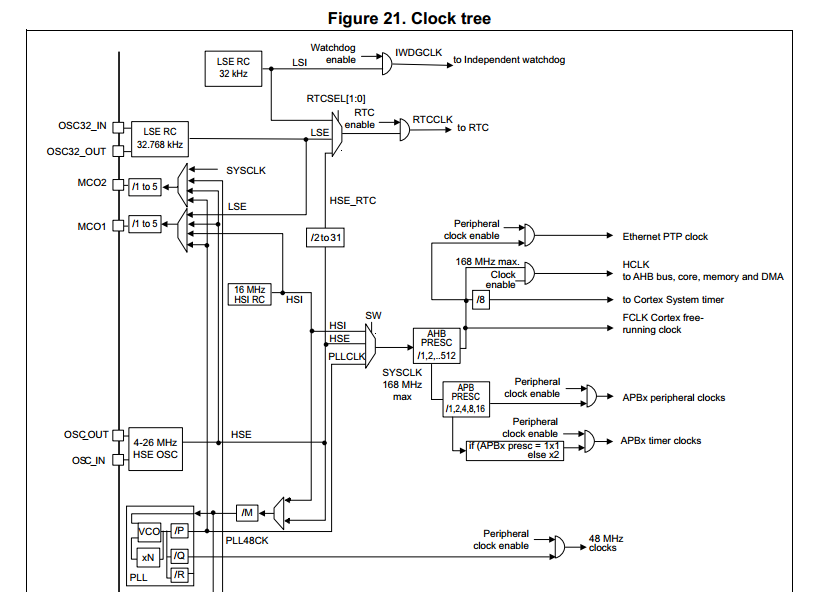 Figure 21. Clock tree
Watchdog
enable
IWDGCLK
to Independent watchdog
LSE RC
32 kHz
LSI
RTCSEL[1:0]
RTC
enable
RTCCLK
to RTC
OSC32_IN
OSC32_OUT
LSE RC
32.768 kHz
LSE
SYSCLK
MCO2
/1 to 5
LSE
HSE_RTC
MCO1
/1 to 5
/2 to 31
Peripheral
clock enable
Ethernet PTP clock
168 MHz max.
Clock
enable
HCLK
to AHB bus, core, memory and DMA
16 MHz
HSI RC
HSI
/8
to Cortex System timer
FCLK Cortex free-
running clock
SW
HSI
HSE
PLLCLK
AHB
PRESC
/1,2,..512
SYSCLK
168 MHz
max
APB
PRESC
/1,2,4,8,16
Peripheral
clock enable
APBx peripheral clocks
Peripheral
clock enable
if (APBx presc = 1x1
else x2
APBx timer clocks
OSC_OUT
OSC_IN
4-26 MHz
HSE OSC
HSE
/M
VCO
/P
PLL48CK
xN
/Q
/R
PLL
Peripheral
clock enable
48 MHz
clocks